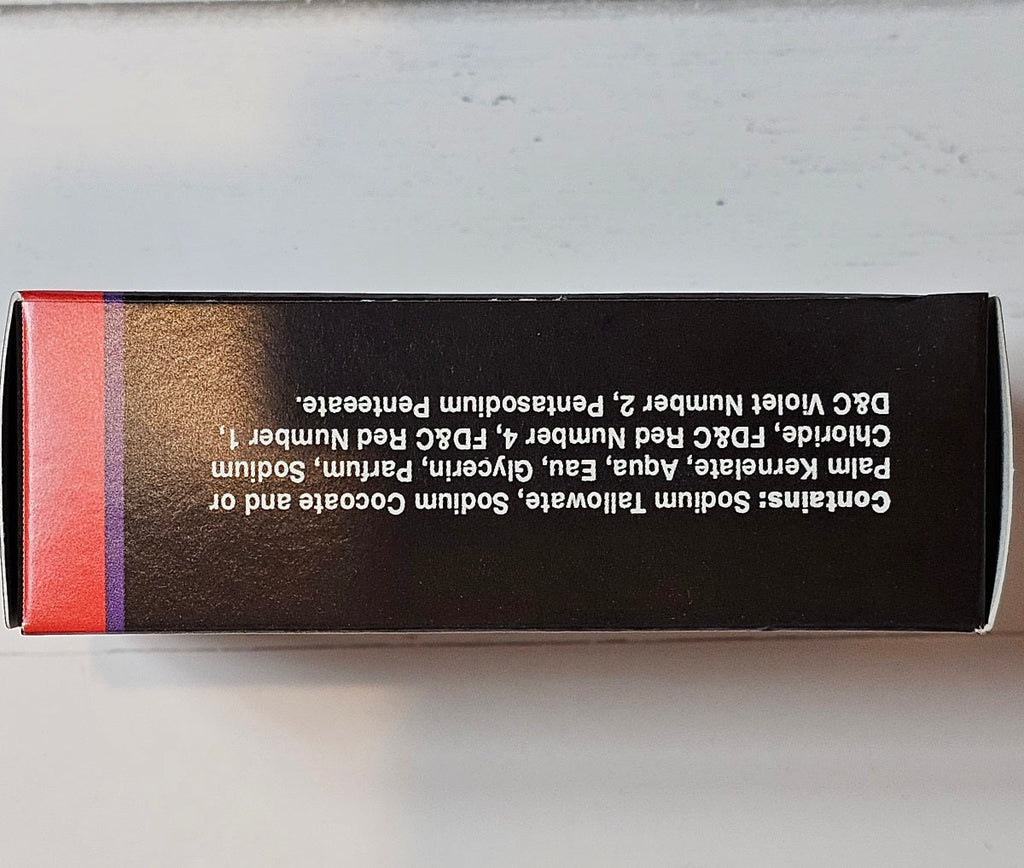 Contains: Sodium Tallowate, Sodium Cocoate and or
Palm Kernelate, Aqua, Eau, Glycerin, Parfum, Sodium
Chloride, FD&C Red Number 4, FD&C Red Number 1,
D&C Violet Number 2, Pentasodium Penteeate.